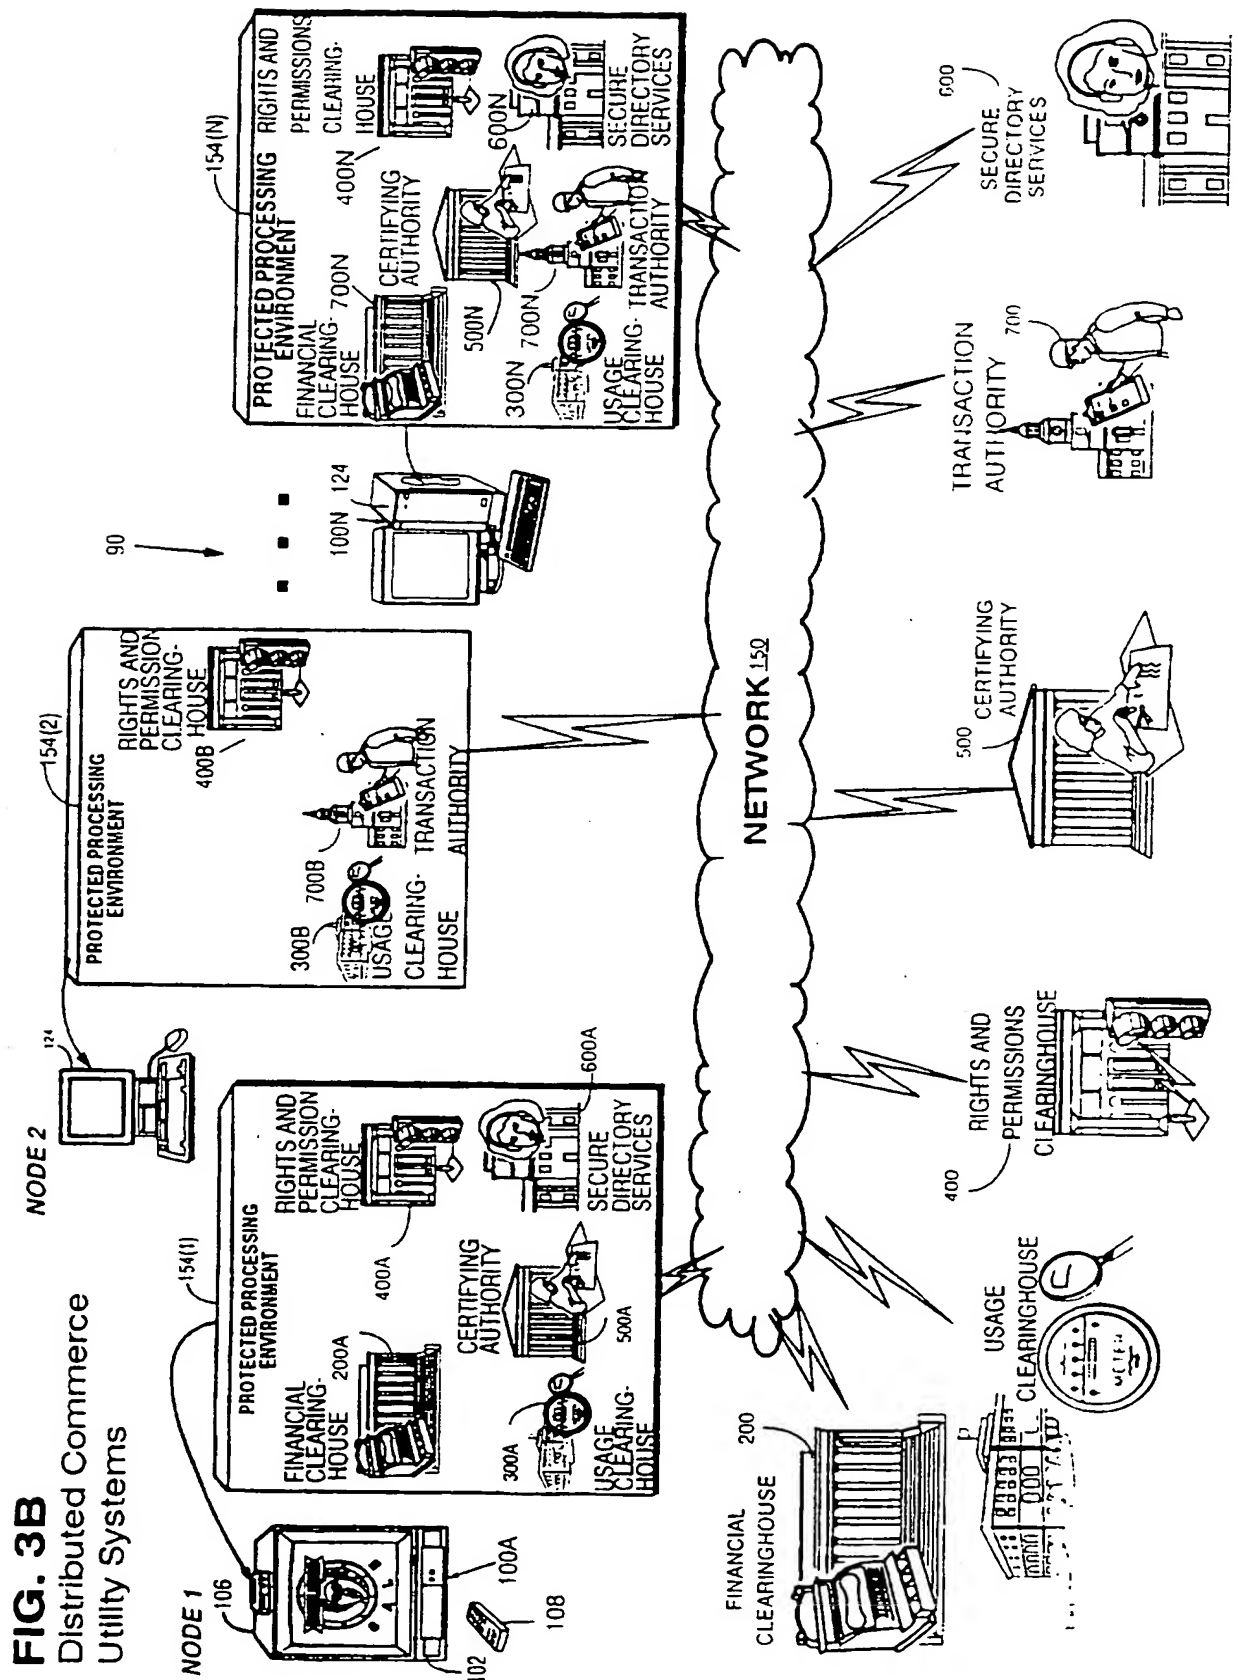 FIG. 3B
Distributed Commerce
Utility Systems
NODE 1
106
102
100A
108
154(1)
PROTECTED PROCESSING
ENVIRONMENT
FINANCIAL
CLEARING-
HOUSE
200A
RIGHTS AND
PERMISSION
CLEARING-
HOUSE
400A
300A
USAGE
CLEARING-
HOUSE
CERTIFYING
AUTHORITY
500A
600A
SECURE
DIRECTORY
SERVICES
NODE 2
124
154(2)
PROTECTED PROCESSING
ENVIRONMENT
RIGHTS AND
PERMISSION
CLEARING-
HOUSE
400B
300B
USAGE
CLEARING-
HOUSE
700B
TRANSACTION
AUTHORITY
90
100N
124
154(N)
PROTECTED PROCESSING
ENVIRONMENT
RIGHTS AND
PERMISSIONS
CLEARING-
HOUSE
400N
FINANCIAL
CLEARING-
HOUSE
700N
CERTIFYING
AUTHORITY
500N
600N
SECURE
DIRECTORY
SERVICES
300N
USAGE
CLEARING-
HOUSE
700N
TRANSACTION
AUTHORITY
NETWORK 150
FINANCIAL
CLEARINGHOUSE
200
USAGE
CLEARINGHOUSE
METER
400
RIGHTS AND
PERMISSIONS
CLEARINGHOUSE
500
CERTIFYING
AUTHORITY
TRANSACTION
AUTHORITY
700
600
SECURE
DIRECTORY
SERVICES